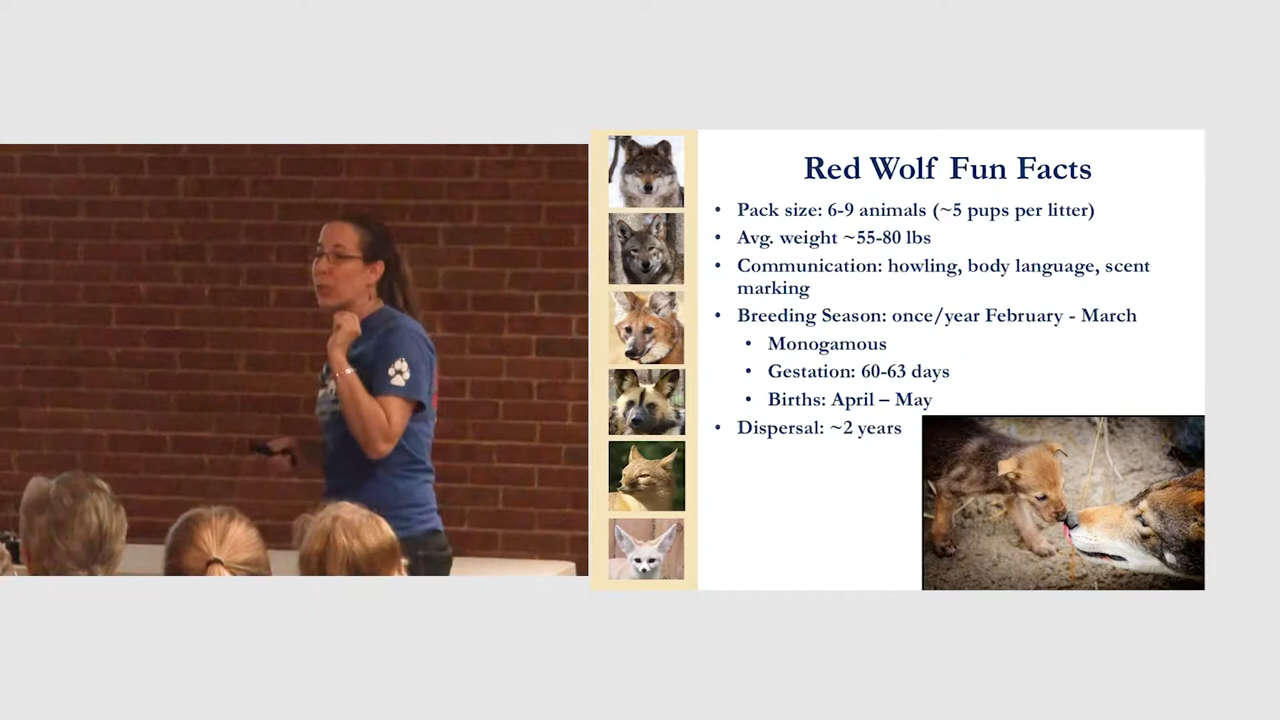 Red Wolf Fun Facts
• Pack size: 6-9 animals (~5 pups per litter)
• Avg. weight ~55-80 lbs
• Communication: howling, body language, scent
marking
• Breeding Season: once/year February - March
• Monogamous
• Gestation: 60-63 days
• Births: April – May
• Dispersal: ~2 years